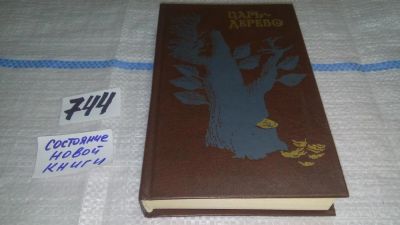 ЦАРЬ-
ДЕРЕВО
744
СОСТОЯНИЕ
НОВОЙ
КНИГИ